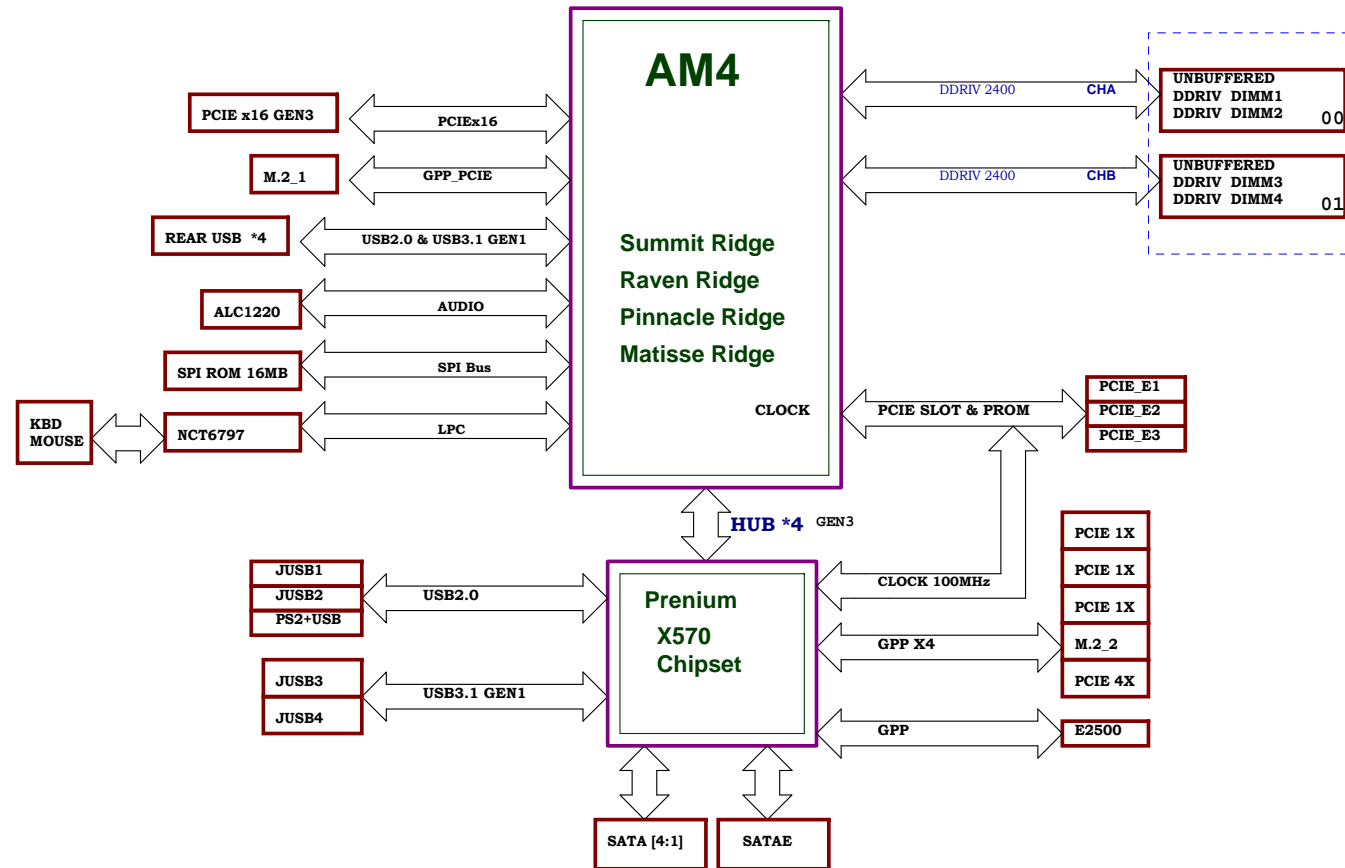 AM4
Summit Ridge
Raven Ridge
Pinnacle Ridge
Matisse Ridge
CLOCK
PCIE x16 GEN3
PCIEx16
M.2_1
GPP_PCIE
REAR USB *4
USB2.0 & USB3.1 GEN1
ALC1220
AUDIO
SPI ROM 16MB
SPI Bus
KBD
MOUSE
NCT6797
LPC
DDRIV 2400 CHA
UNBUFFERED
DDRIV DIMM1
DDRIV DIMM2 00
DDRIV 2400 CHB
UNBUFFERED
DDRIV DIMM3
DDRIV DIMM4 01
PCIE SLOT & PROM
PCIE_E1
PCIE_E2
PCIE_E3
HUB *4 GEN3
Prenium
X570
Chipset
JUSB1
JUSB2
PS2+USB
USB2.0
JUSB3
JUSB4
USB3.1 GEN1
CLOCK 100MHz
GPP X4
PCIE 1X
PCIE 1X
PCIE 1X
M.2_2
PCIE 4X
GPP
E2500
SATA [4:1]
SATAE